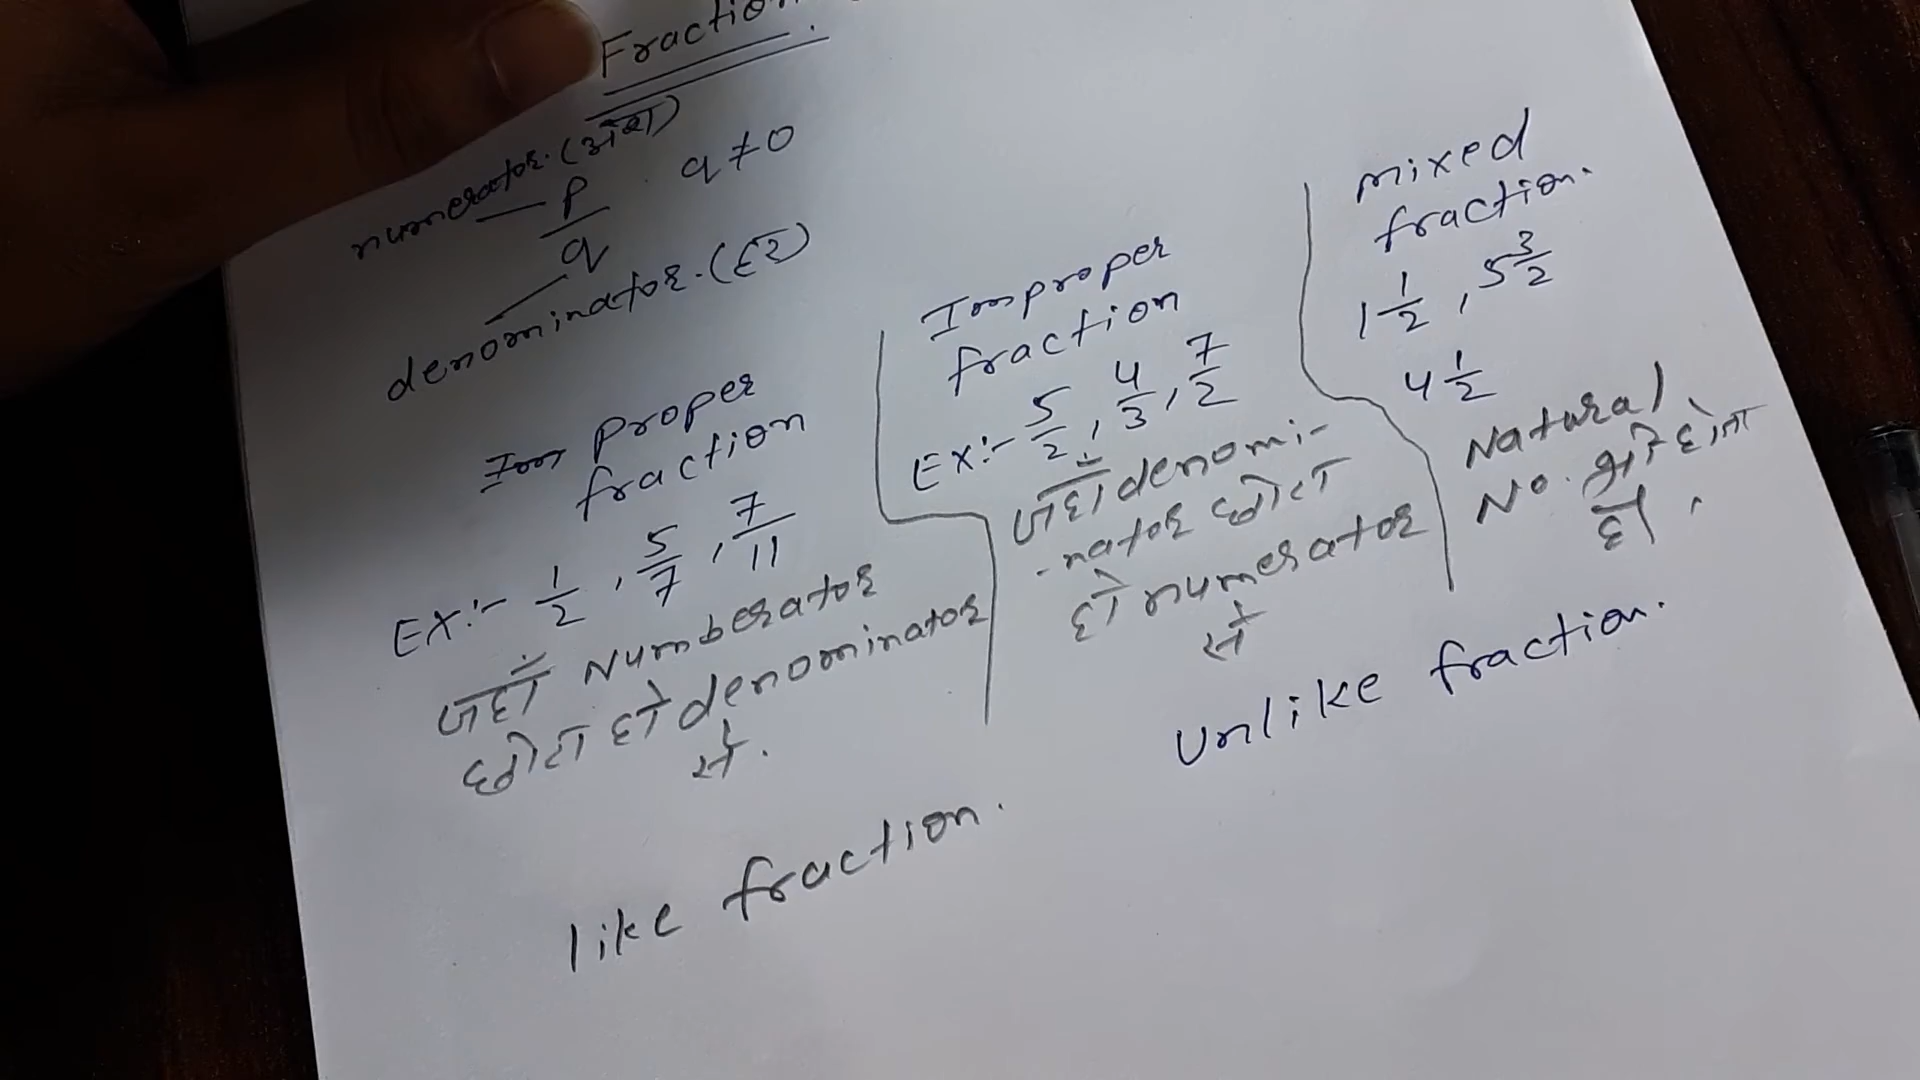 Fraction
numerator. (अंश)
p/q q ≠ 0
denominator. (हर)
Proper
fraction
Ex:- 1/2, 5/7, 7/11
जहाँ Numberator
छोटा हो denominator
से.
Improper
fraction
Ex:- 5/2, 4/3, 7/2
जहाँ denomi-
-nator छोटा
हो numerator
से
mixed
fraction.
1 1/2, 5 3/2
4 1/2
Natural
No. भी होता
है।
like fraction.
Unlike fraction.